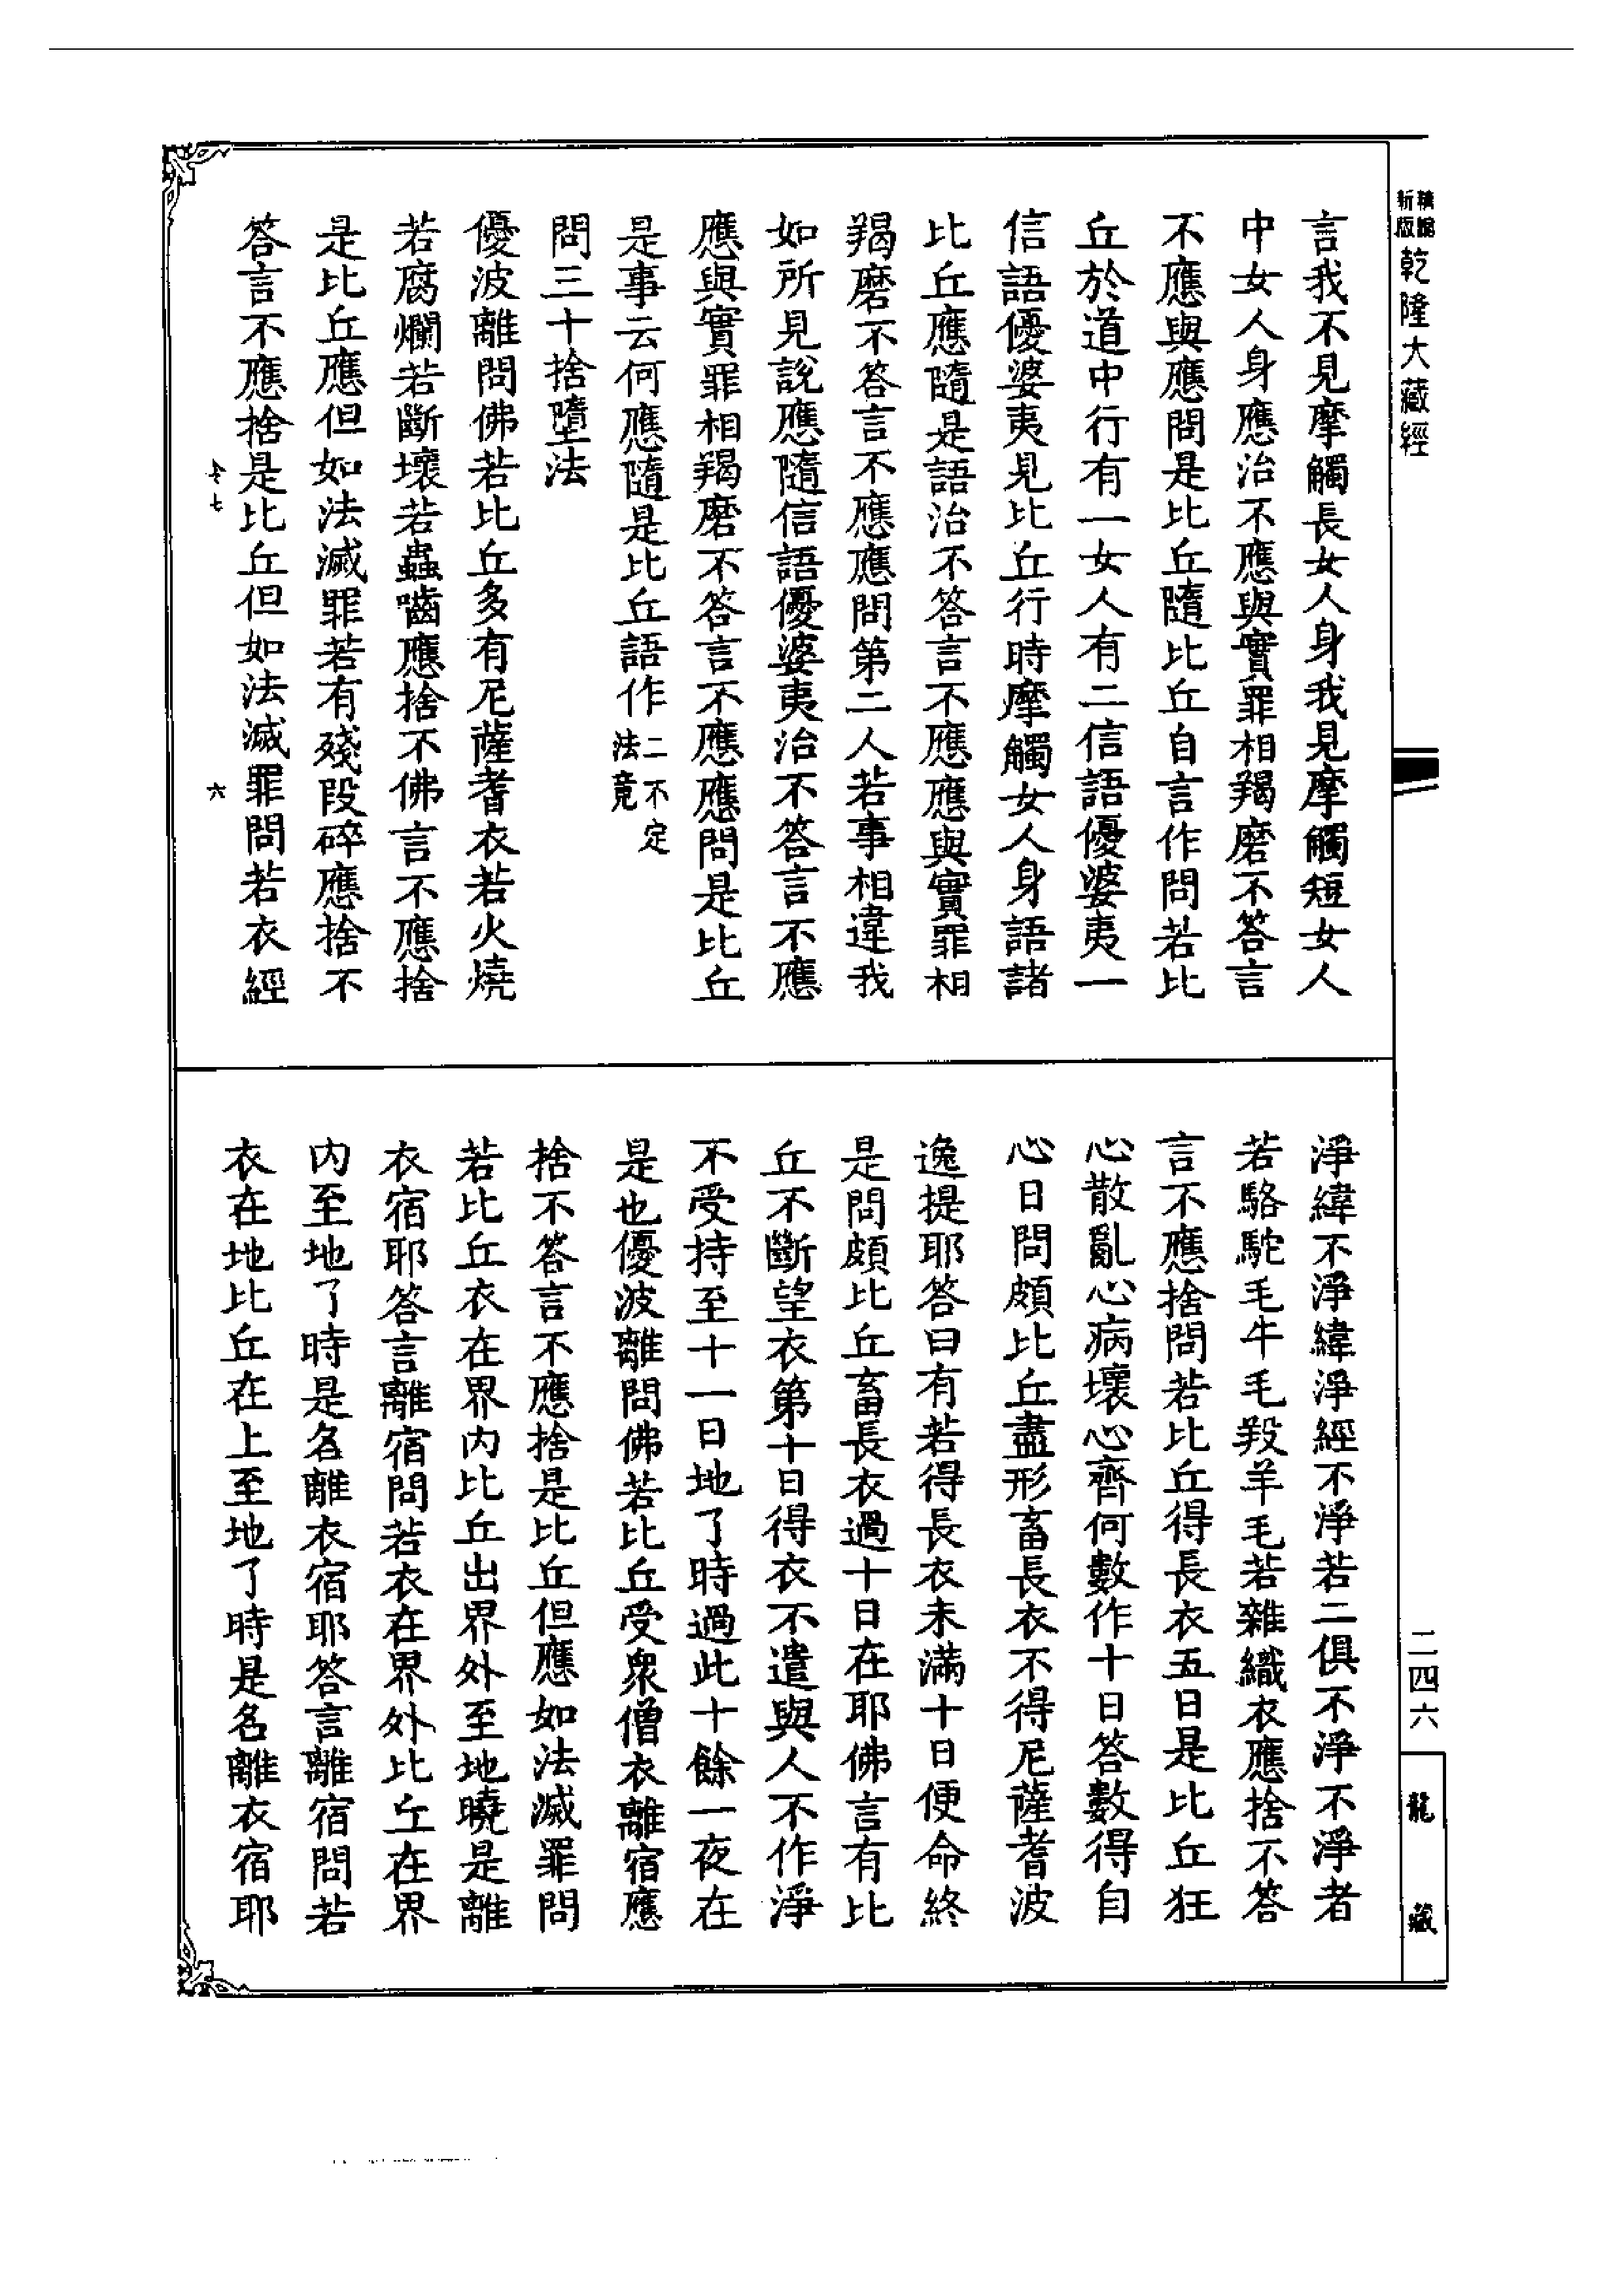 新版
乾隆大藏經
言我不見摩觸長女人身我見摩觸短女人
中女人身應治不應與實罪相羯磨不答言
不應與應問是比丘隨比丘自言作問若比
丘於道中行有一女人有二信語優婆夷一
信語優婆夷見比丘行時摩觸女人身語諸
比丘應隨是語治不答言不應應與實罪相
羯磨不答言不應應問第二人若事相違我
如所見說應隨信語優婆夷治不答言不應
應與實罪相羯磨不答言不應應問是比丘
是事云何應隨是比丘語作二不定法竟
問三十捨墮法
優波離問佛若比丘多有尼薩耆衣若火燒
若腐爛若斷壞若蟲嚙應捨不佛言不應捨
是比丘應但如法滅罪若有殘段碎應捨不
答言不應捨是比丘但如法滅罪問若衣經
七
六
淨緯不淨緯淨經不淨若二俱不淨不淨者
若駱駝毛牛毛羖羊毛若雜織衣應捨不答
言不應捨問若比丘得長衣五日是比丘狂
心散亂心病壞心齊何數作十日答數得自
心日問頗比丘盡形畜長衣不得尼薩耆波
逸提耶答曰有若得長衣未滿十日便命終
是問頗比丘畜長衣過十日在耶佛言有比
丘不斷望衣第十日得衣不遣與人不作淨
不受持至十一日地了時過此十餘一夜在
是也優波離問佛若比丘受衆僧衣離宿應
捨不答言不應捨是比丘但應如法滅罪問
若比丘衣在界內比丘出界外至地曉是離
衣宿耶答言離宿問若衣在界外比丘在界
內至地了時是名離衣宿耶答言離宿問若
衣在地比丘在上至地了時是名離衣宿耶
二四六
龍藏